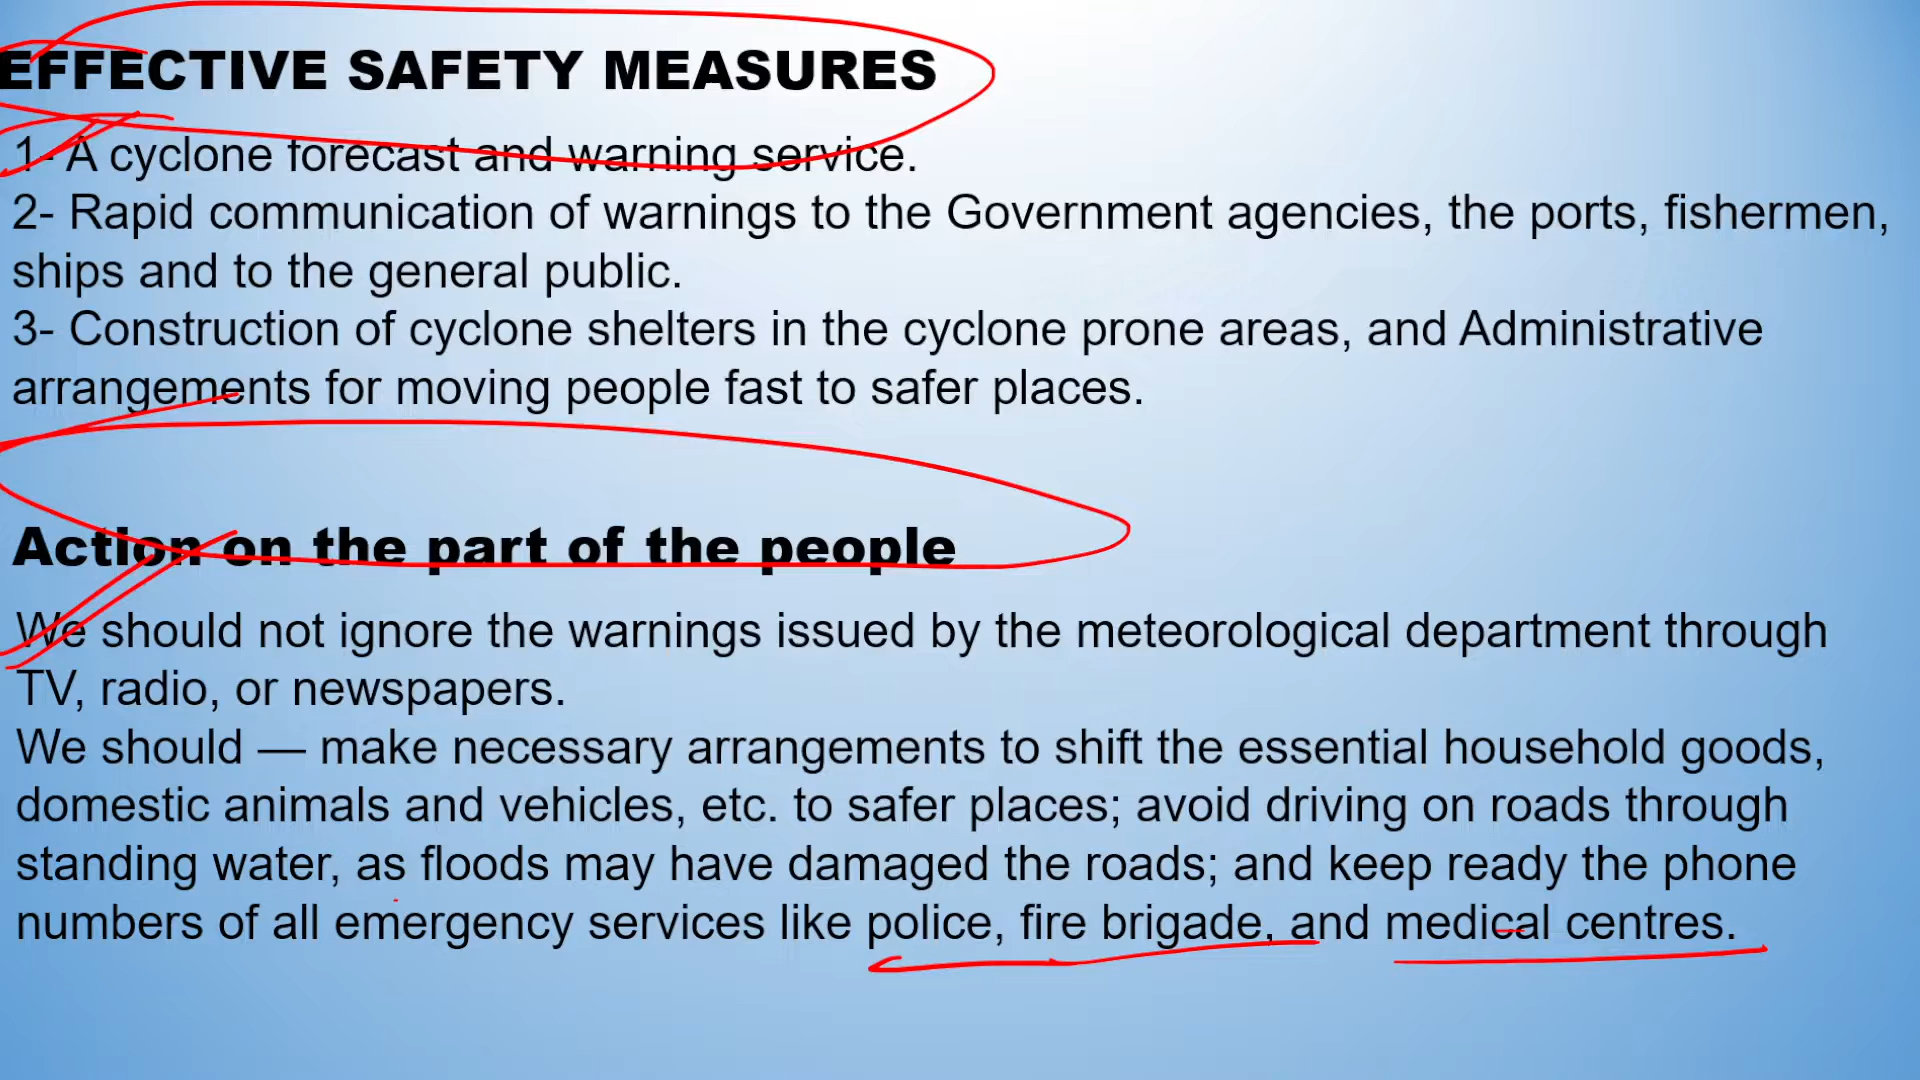 EFFECTIVE SAFETY MEASURES
1- A cyclone forecast and warning service.
2- Rapid communication of warnings to the Government agencies, the ports, fishermen,
ships and to the general public.
3- Construction of cyclone shelters in the cyclone prone areas, and Administrative
arrangements for moving people fast to safer places.
Action on the part of the people
We should not ignore the warnings issued by the meteorological department through
TV, radio, or newspapers.
We should — make necessary arrangements to shift the essential household goods,
domestic animals and vehicles, etc. to safer places; avoid driving on roads through
standing water, as floods may have damaged the roads; and keep ready the phone
numbers of all emergency services like police, fire brigade, and medical centres.